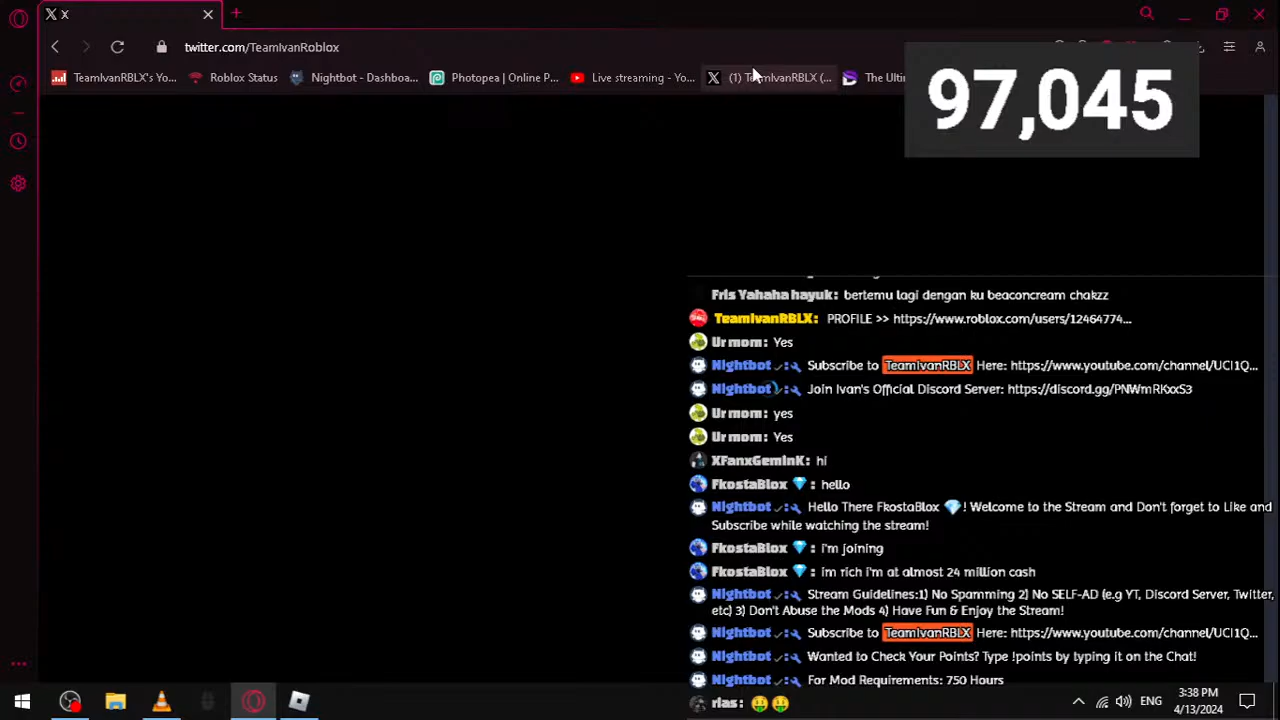 X
twitter.com/TeamIvanRoblox
TeamIvanRBLX's Yo...
Roblox Status
Nightbot - Dashboa...
Photopea | Online P...
Live streaming - Yo...
(1) TeamIvanRBLX (...
The Ulti
97,045
Fris Yahaha hayuk: bertemu lagi dengan ku beaconcream chakzz
TeamIvanRBLX: PROFILE >> https://www.roblox.com/users/12464774...
Ur mom: Yes
Nightbot: Subscribe to TeamIvanRBLX Here: https://www.youtube.com/channel/UCI1Q...
Nightbot: Join Ivan's Official Discord Server: https://discord.gg/PNWmRKxxS3
Ur mom: yes
Ur mom: Yes
XFanxGeminK: hi
FkostaBlox 💎: hello
Nightbot: Hello There FkostaBlox 💎! Welcome to the Stream and Don't forget to Like and
Subscribe while watching the stream!
FkostaBlox 💎: i'm joining
FkostaBlox 💎: im rich i'm at almost 24 million cash
Nightbot: Stream Guidelines:1) No Spamming 2) No SELF-AD (e.g YT, Discord Server, Twitter,
etc) 3) Don't Abuse the Mods 4) Have Fun & Enjoy the Stream!
Nightbot: Subscribe to TeamIvanRBLX Here: https://www.youtube.com/channel/UCI1Q...
Nightbot: Wanted to Check Your Points? Type !points by typing it on the Chat!
Nightbot: For Mod Requirements: 750 Hours
rias: 🤑🤑
ENG
3:38 PM
4/13/2024